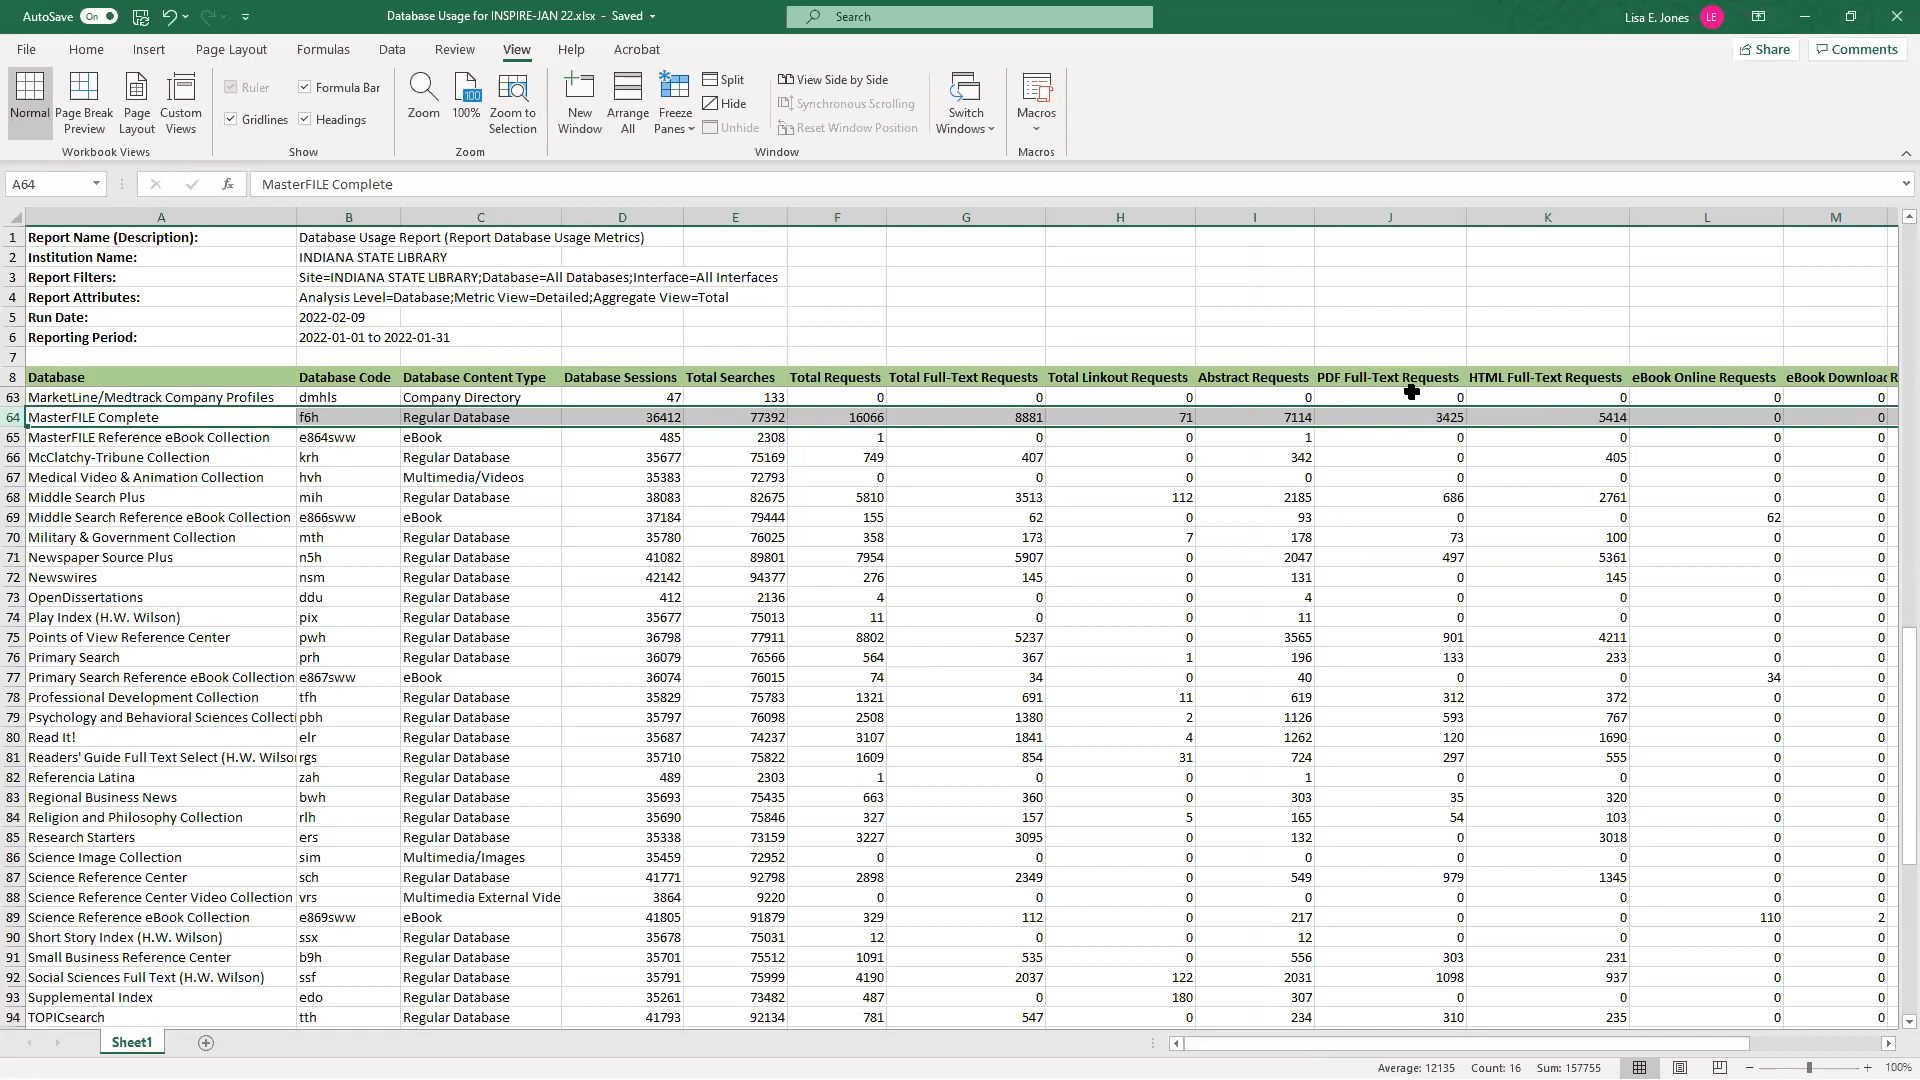 AutoSave On Database Usage for INSPIRE-JAN 22.xlsx - Saved Search Lisa E. Jones LE
File Home Insert Page Layout Formulas Data Review View Help Acrobat Share Comments
Normal Page Break Preview Page Layout Custom Views
Workbook Views
Ruler Formula Bar
Gridlines Headings
Show
Zoom 100 100% Zoom to Selection
Zoom
New Window Arrange All Freeze Panes
Split View Side by Side
Hide Synchronous Scrolling
Unhide Reset Window Position
Window
Switch Windows
Macros
Macros
A64 fx MasterFILE Complete
A B C D E F G H I J K L M
1 Report Name (Description): Database Usage Report (Report Database Usage Metrics)
2 Institution Name: INDIANA STATE LIBRARY
3 Report Filters: Site=INDIANA STATE LIBRARY;Database=All Databases;Interface=All Interfaces
4 Report Attributes: Analysis Level=Database;Metric View=Detailed;Aggregate View=Total
5 Run Date: 2022-02-09
6 Reporting Period: 2022-01-01 to 2022-01-31
7
8 Database Database Code Database Content Type Database Sessions Total Searches Total Requests Total Full-Text Requests Total Linkout Requests Abstract Requests PDF Full-Text Requests HTML Full-Text Requests eBook Online Requests eBook Downloac R
63 MarketLine/Medtrack Company Profiles dmhls Company Directory 47 133 0 0 0 0 0 0 0 0
64 MasterFILE Complete f6h Regular Database 36412 77392 16066 8881 71 7114 3425 5414 0 0
65 MasterFILE Reference eBook Collection e864sww eBook 485 2308 1 0 0 1 0 0 0 0
66 McClatchy-Tribune Collection krh Regular Database 35677 75169 749 407 0 342 0 405 0 0
67 Medical Video & Animation Collection hvh Multimedia/Videos 35383 72793 0 0 0 0 0 0 0 0
68 Middle Search Plus mih Regular Database 38083 82675 5810 3513 112 2185 686 2761 0 0
69 Middle Search Reference eBook Collection e866sww eBook 37184 79444 155 62 0 93 0 0 62 0
70 Military & Government Collection mth Regular Database 35780 76025 358 173 7 178 73 100 0 0
71 Newspaper Source Plus n5h Regular Database 41082 89801 7954 5907 0 2047 497 5361 0 0
72 Newswires nsm Regular Database 42142 94377 276 145 0 131 0 145 0 0
73 OpenDissertations ddu Regular Database 412 2136 4 0 0 4 0 0 0 0
74 Play Index (H.W. Wilson) pix Regular Database 35677 75013 11 0 0 11 0 0 0 0
75 Points of View Reference Center pwh Regular Database 36798 77911 8802 5237 0 3565 901 4211 0 0
76 Primary Search prh Regular Database 36079 76566 564 367 1 196 133 233 0 0
77 Primary Search Reference eBook Collection e867sww eBook 36074 76015 74 34 0 40 0 0 34 0
78 Professional Development Collection tfh Regular Database 35829 75783 1321 691 11 619 312 372 0 0
79 Psychology and Behavioral Sciences Collecti pbh Regular Database 35797 76098 2508 1380 2 1126 593 767 0 0
80 Read It! elr Regular Database 35687 74237 3107 1841 4 1262 120 1690 0 0
81 Readers' Guide Full Text Select (H.W. Wilso rgs Regular Database 35710 75822 1609 854 31 724 297 555 0 0
82 Referencia Latina zah Regular Database 489 2303 1 0 0 1 0 0 0 0
83 Regional Business News bwh Regular Database 35693 75435 663 360 0 303 35 320 0 0
84 Religion and Philosophy Collection rlh Regular Database 35690 75846 327 157 5 165 54 103 0 0
85 Research Starters ers Regular Database 35338 73159 3227 3095 0 132 0 3018 0 0
86 Science Image Collection sim Multimedia/Images 35459 72952 0 0 0 0 0 0 0 0
87 Science Reference Center sch Regular Database 41771 92798 2898 2349 0 549 979 1345 0 0
88 Science Reference Center Video Collection vrs Multimedia External Vide 3864 9220 0 0 0 0 0 0 0 0
89 Science Reference eBook Collection e869sww eBook 41805 91879 329 112 0 217 0 0 110 2
90 Short Story Index (H.W. Wilson) ssx Regular Database 35678 75031 12 0 0 12 0 0 0 0
91 Small Business Reference Center b9h Regular Database 35701 75512 1091 535 0 556 303 231 0 0
92 Social Sciences Full Text (H.W. Wilson) ssf Regular Database 35791 75999 4190 2037 122 2031 1098 937 0 0
93 Supplemental Index edo Regular Database 35261 73482 487 0 180 307 0 0 0 0
94 TOPICsearch tth Regular Database 41793 92134 781 547 0 234 310 235 0 0
Sheet1
Average: 12135 Count: 16 Sum: 157755 100%